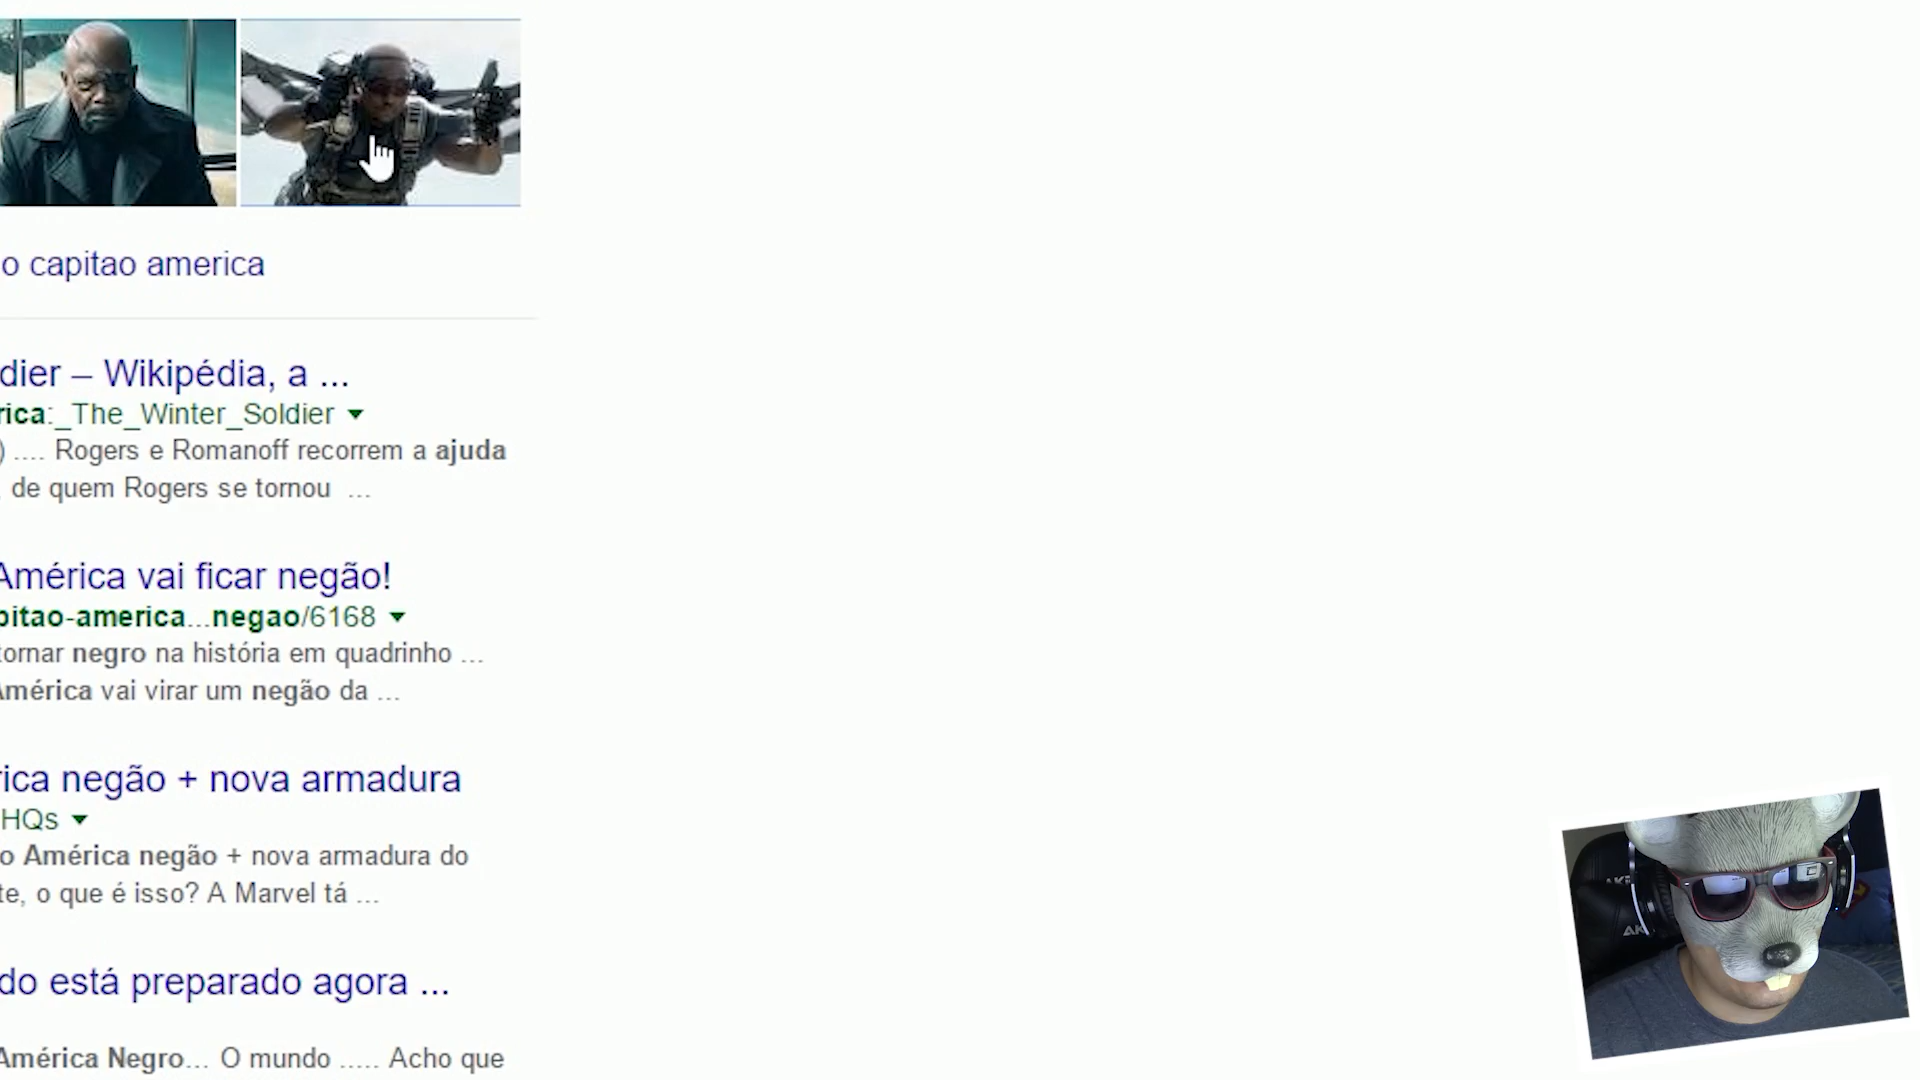 o capitao america
dier – Wikipédia, a ...
rica:_The_Winter_Soldier
) .... Rogers e Romanoff recorrem a ajuda
, de quem Rogers se tornou ...
América vai ficar negão!
pitao-america...negao/6168
tornar negro na história em quadrinho ...
América vai virar um negão da ...
rica negão + nova armadura
HQs
o América negão + nova armadura do
te, o que é isso? A Marvel tá ...
do está preparado agora ...
América Negro... O mundo ..... Acho que